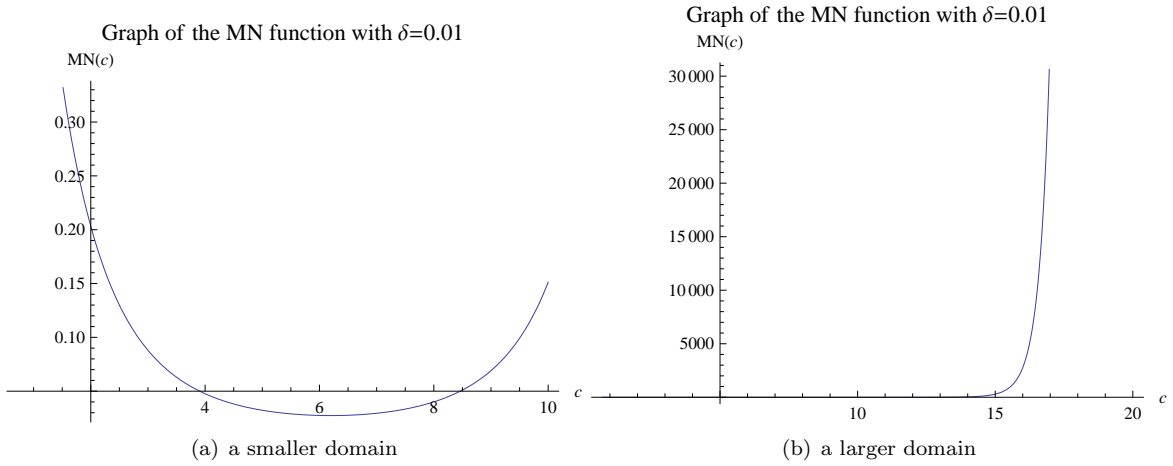 Graph of the MN function with δ=0.01
MN(c)
0.30
0.25
0.20
0.15
0.10
4 6 8 10 c
(a) a smaller domain
Graph of the MN function with δ=0.01
MN(c)
30 000
25 000
20 000
15 000
10 000
5000
10 15 20 c
(b) a larger domain